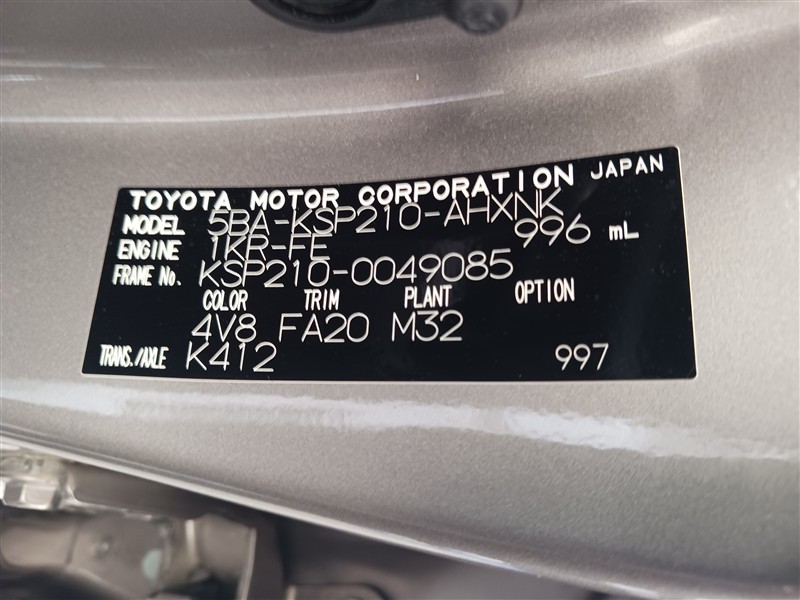 TOYOTA MOTOR CORPORATION JAPAN
MODEL 5BA-KSP210-AHXNK
ENGINE 1KR-FE 996 mL
FRAME No. KSP210-0049085
COLOR TRIM PLANT OPTION
4V8 FA20 M32
TRANS./AXLE K412 997